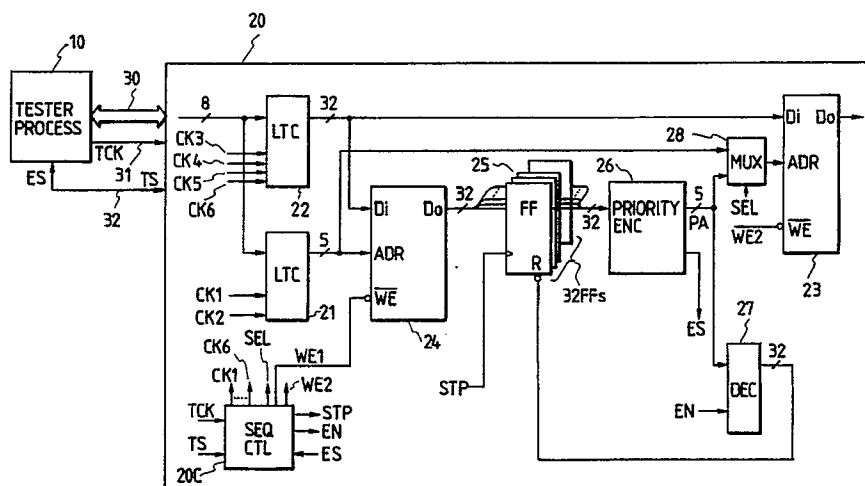 20
10
TESTER
PROCESS
30
TCK
31
ES
TS
32
8
LTC
22
CK3
CK4
CK5
CK6
32
LTC
21
CK1
CK2
5
Di
Do
ADR
WE
24
32
25
FF
R
32FFs
32
26
PRIORITY
ENC
5
PA
ES
28
MUX
SEL
WE2
Di
Do
ADR
WE
23
27
DEC
32
EN
STP
SEL
CK6
CK1
WE1
WE2
TCK
TS
SEQ
CTL
STP
EN
ES
20C